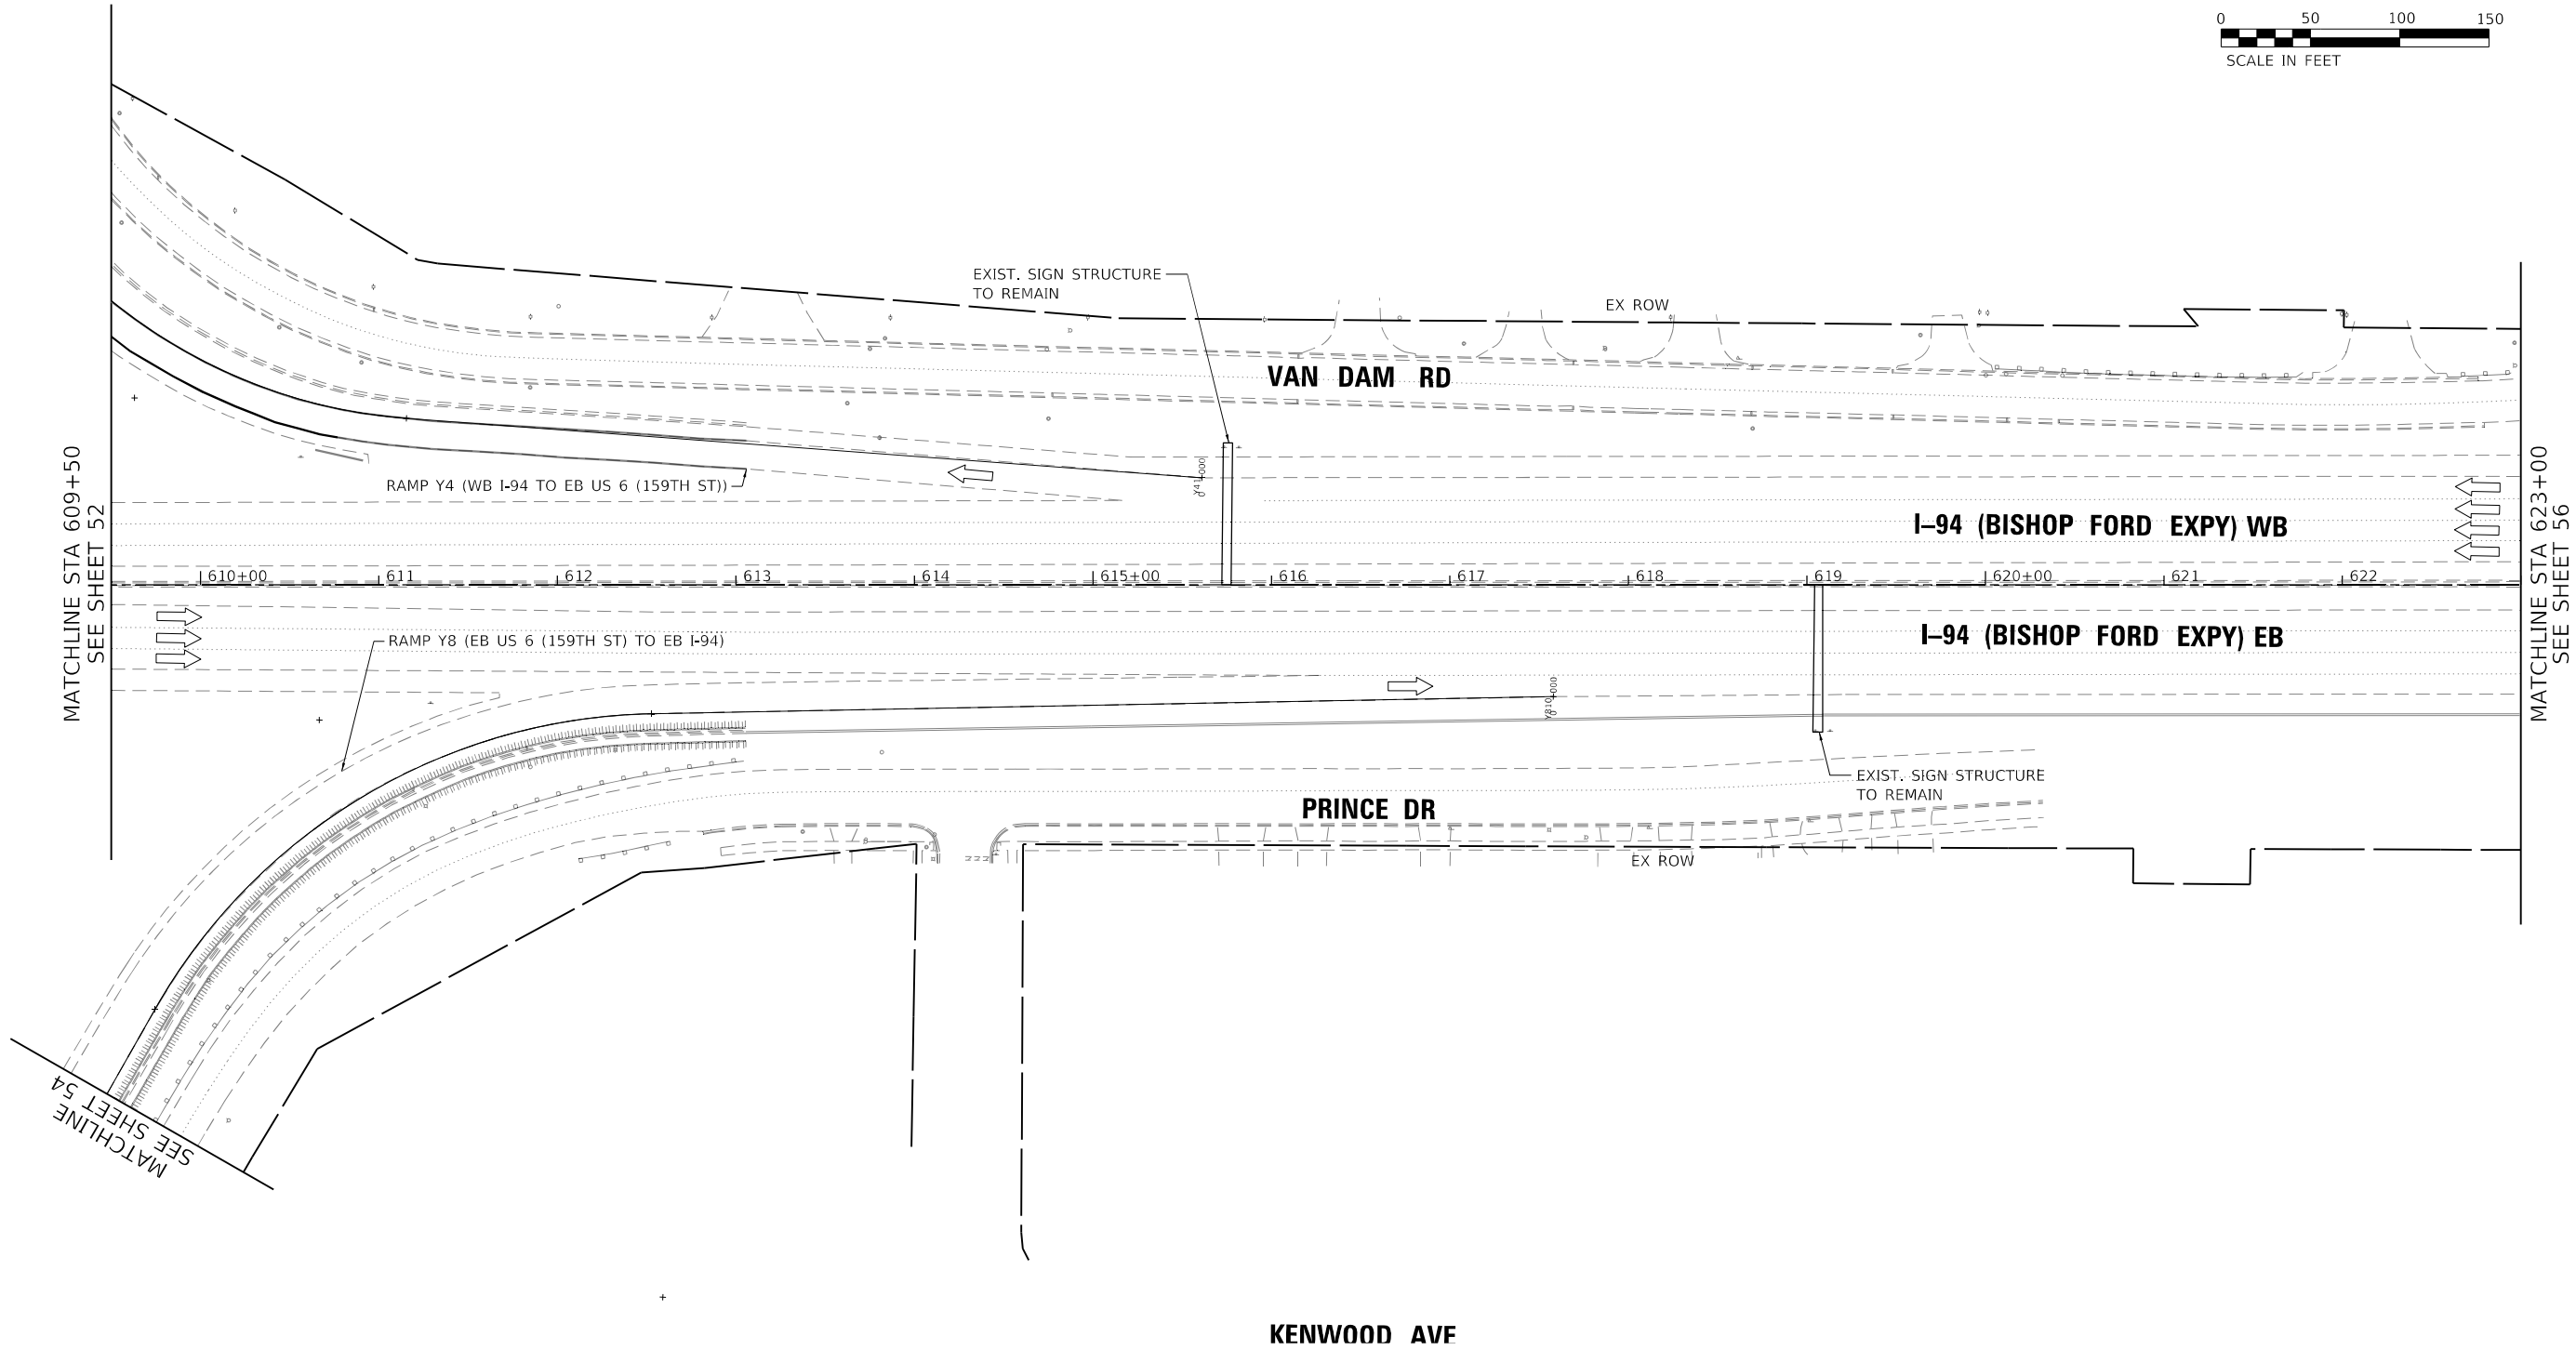 0 50 100 150
SCALE IN FEET
EXIST. SIGN STRUCTURE
TO REMAIN
EX ROW
VAN DAM RD
RAMP Y4 (WB I-94 TO EB US 6 (159TH ST))
MATCHLINE STA 609+50
SEE SHEET 52
I-94 (BISHOP FORD EXPY) WB
MATCHLINE STA 623+00
SEE SHEET 56
610+00 611 612 613 614 615+00 616 617 618 619 620+00 621 622
RAMP Y8 (EB US 6 (159TH ST) TO EB I-94)
I-94 (BISHOP FORD EXPY) EB
EXIST. SIGN STRUCTURE
TO REMAIN
PRINCE DR
EX ROW
MATCHLINE
SEE SHEET 54
KENWOOD AVE